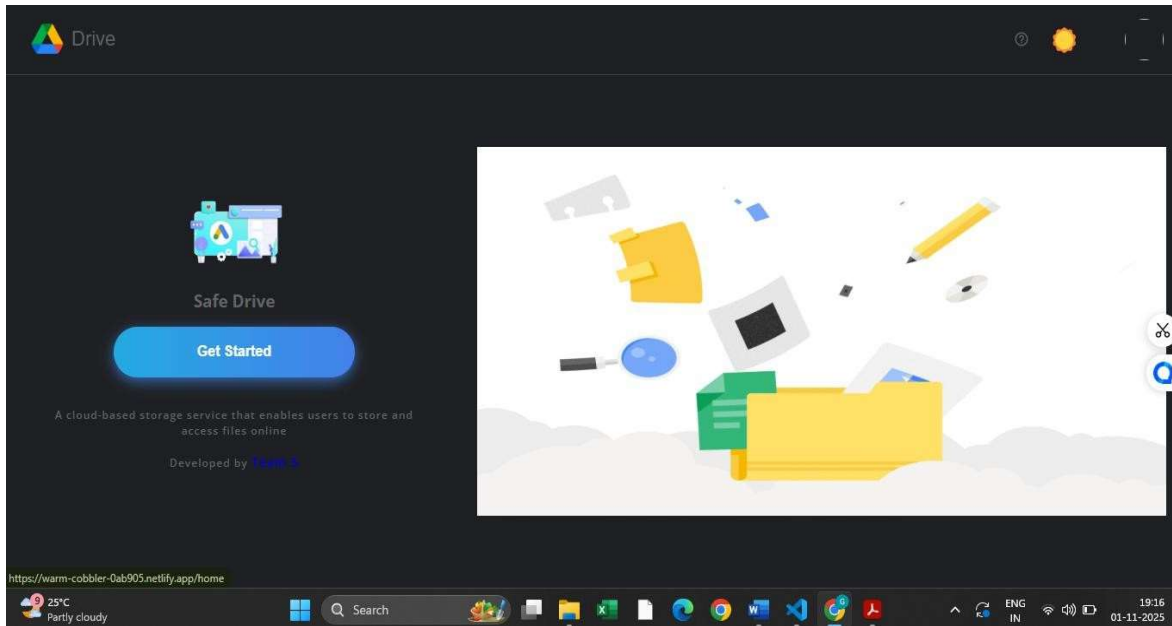 Drive
Safe Drive
Get Started
A cloud-based storage service that enables users to store and
access files online
Developed by
https://warm-cobbler-0ab905.netlify.app/home
9
25°C
Partly cloudy
Search
ENG
IN
19:16
01-11-2025